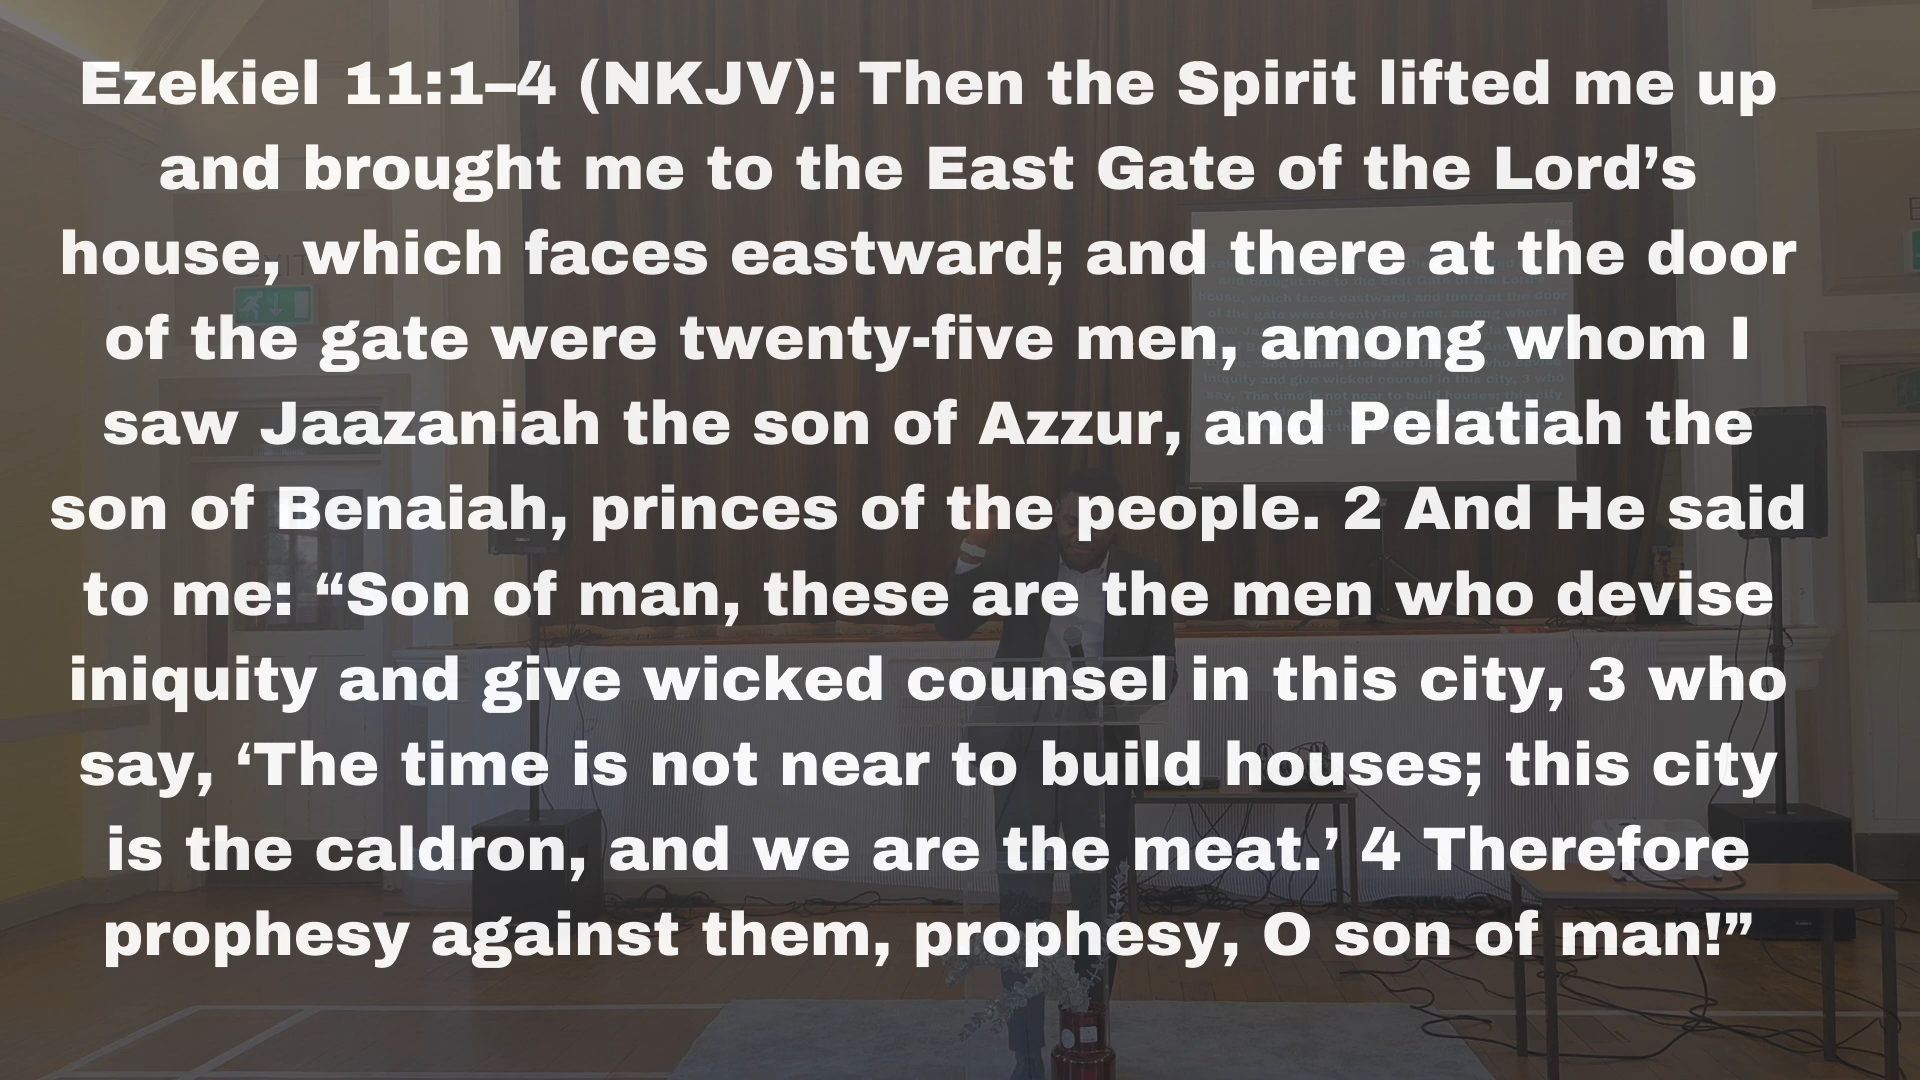 Ezekiel 11:1–4 (NKJV): Then the Spirit lifted me up
and brought me to the East Gate of the Lord’s
house, which faces eastward; and there at the door
of the gate were twenty-five men, among whom I
saw Jaazaniah the son of Azzur, and Pelatiah the
son of Benaiah, princes of the people. 2 And He said
to me: “Son of man, these are the men who devise
iniquity and give wicked counsel in this city, 3 who
say, ‘The time is not near to build houses; this city
is the caldron, and we are the meat.’ 4 Therefore
prophesy against them, prophesy, O son of man!”